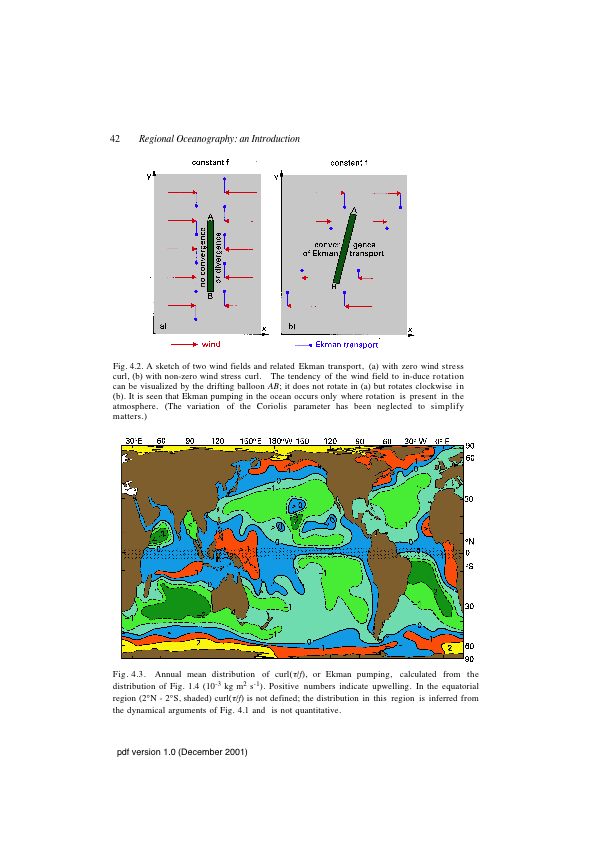 42 Regional Oceanography: an Introduction
constant f
constant f
y
y
A
no convergence
or divergence
B
A
conver gence
of Ekman transport
B
a)
x
b)
x
wind
Ekman transport
Fig. 4.2. A sketch of two wind fields and related Ekman transport, (a) with zero wind stress
curl, (b) with non-zero wind stress curl. The tendency of the wind field to in-duce rotation
can be visualized by the drifting balloon AB; it does not rotate in (a) but rotates clockwise in
(b). It is seen that Ekman pumping in the ocean occurs only where rotation is present in the
atmosphere. (The variation of the Coriolis parameter has been neglected to simplify
matters.)
30°E 60 90 120 150°E 180°W 150 120 90 60 30° W 0° E
90
60
30
°N
0
°S
30
60
90
Fig. 4.3. Annual mean distribution of curl(τ/f), or Ekman pumping, calculated from the
distribution of Fig. 1.4 (10⁻³ kg m² s⁻¹). Positive numbers indicate upwelling. In the equatorial
region (2°N - 2°S, shaded) curl(τ/f) is not defined; the distribution in this region is inferred from
the dynamical arguments of Fig. 4.1 and is not quantitative.
pdf version 1.0 (December 2001)